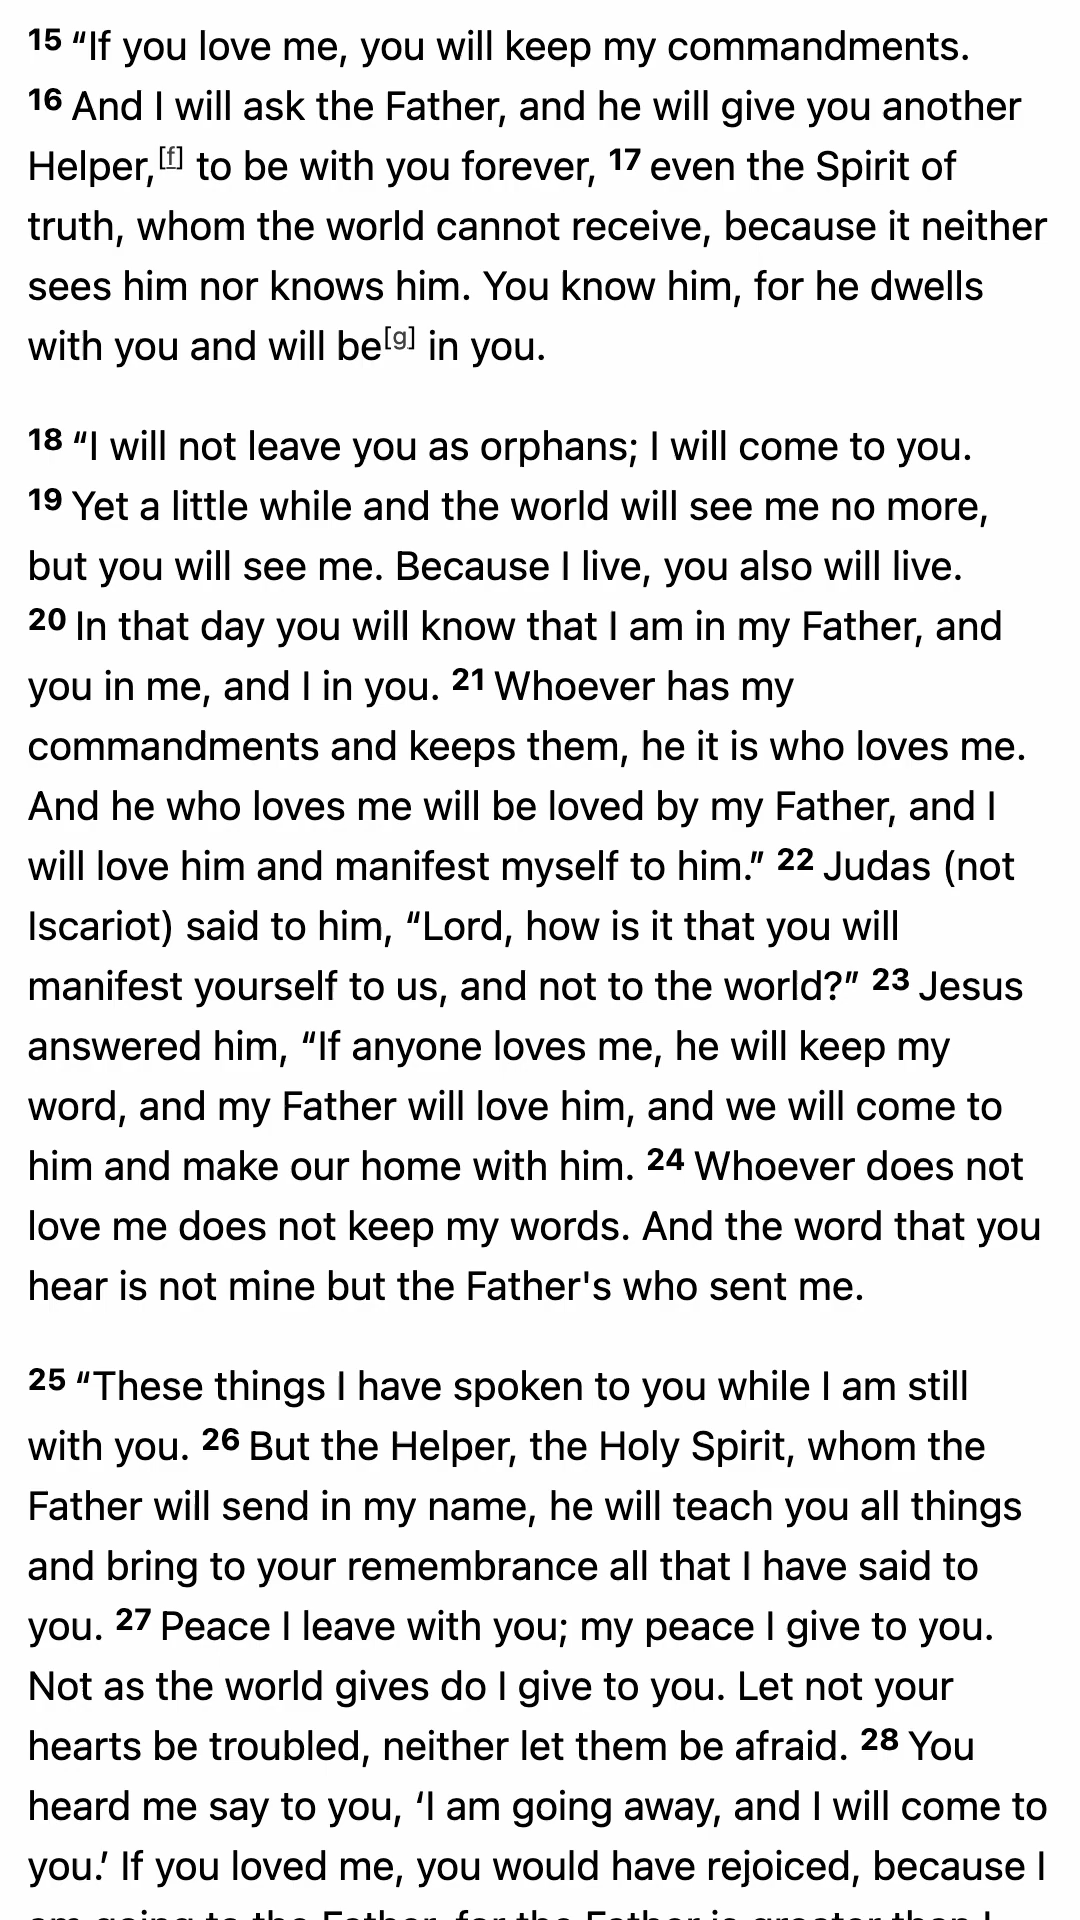 15 “If you love me, you will keep my commandments.
16 And I will ask the Father, and he will give you another
Helper,[f] to be with you forever, 17 even the Spirit of
truth, whom the world cannot receive, because it neither
sees him nor knows him. You know him, for he dwells
with you and will be[g] in you.
18 “I will not leave you as orphans; I will come to you.
19 Yet a little while and the world will see me no more,
but you will see me. Because I live, you also will live.
20 In that day you will know that I am in my Father, and
you in me, and I in you. 21 Whoever has my
commandments and keeps them, he it is who loves me.
And he who loves me will be loved by my Father, and I
will love him and manifest myself to him.” 22 Judas (not
Iscariot) said to him, “Lord, how is it that you will
manifest yourself to us, and not to the world?” 23 Jesus
answered him, “If anyone loves me, he will keep my
word, and my Father will love him, and we will come to
him and make our home with him. 24 Whoever does not
love me does not keep my words. And the word that you
hear is not mine but the Father's who sent me.
25 “These things I have spoken to you while I am still
with you. 26 But the Helper, the Holy Spirit, whom the
Father will send in my name, he will teach you all things
and bring to your remembrance all that I have said to
you. 27 Peace I leave with you; my peace I give to you.
Not as the world gives do I give to you. Let not your
hearts be troubled, neither let them be afraid. 28 You
heard me say to you, ‘I am going away, and I will come to
you.’ If you loved me, you would have rejoiced, because I
am going to the Father, for the Father is greater than I